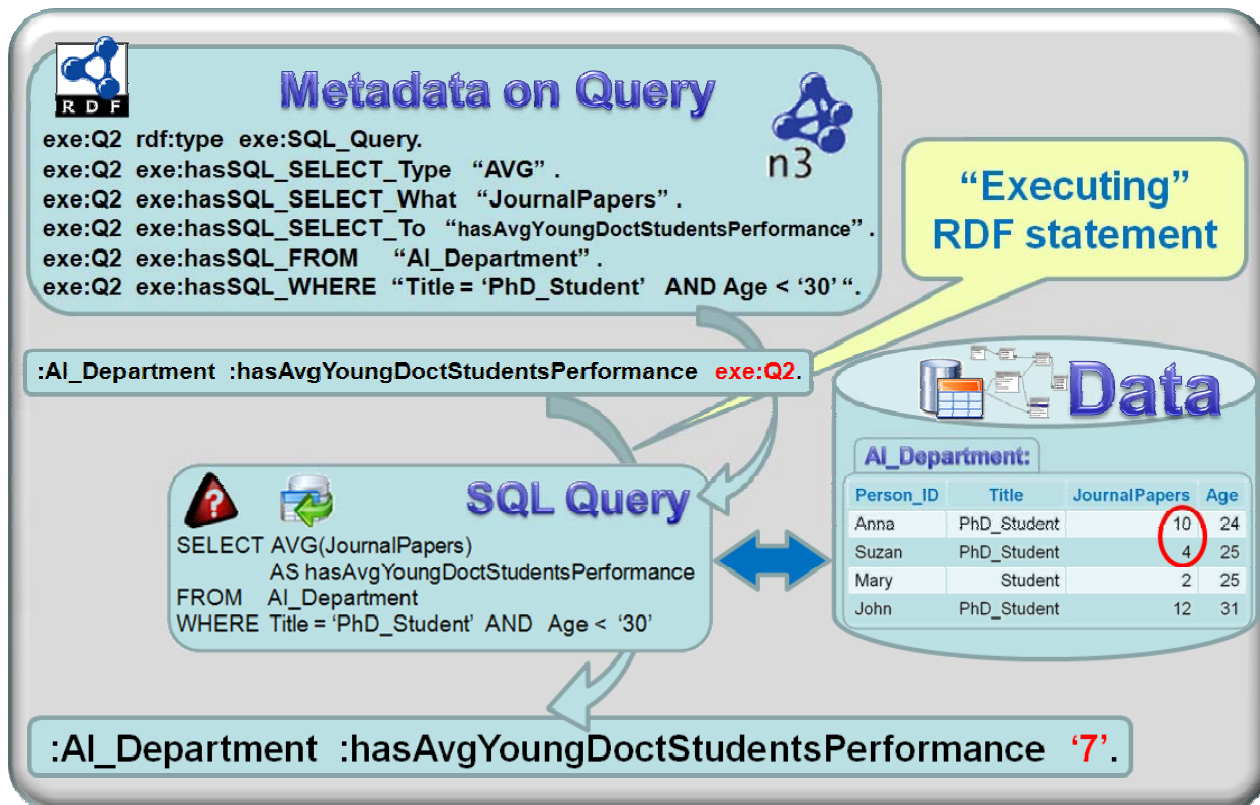 RDF
Metadata on Query
n3
exe:Q2 rdf:type exe:SQL_Query.
exe:Q2 exe:hasSQL_SELECT_Type “AVG” .
exe:Q2 exe:hasSQL_SELECT_What “JournalPapers” .
exe:Q2 exe:hasSQL_SELECT_To “hasAvgYoungDoctStudentsPerformance” .
exe:Q2 exe:hasSQL_FROM “AI_Department” .
exe:Q2 exe:hasSQL_WHERE “Title = ‘PhD_Student’ AND Age < ‘30’ “.
“Executing”
RDF statement
:AI_Department :hasAvgYoungDoctStudentsPerformance exe:Q2.
Data
AI_Department:
Person_ID Title JournalPapers Age
Anna PhD_Student 10 24
Suzan PhD_Student 4 25
Mary Student 2 25
John PhD_Student 12 31
?
SQL Query
SELECT AVG(JournalPapers)
AS hasAvgYoungDoctStudentsPerformance
FROM AI_Department
WHERE Title = ‘PhD_Student’ AND Age < ‘30’
:AI_Department :hasAvgYoungDoctStudentsPerformance ‘7’.